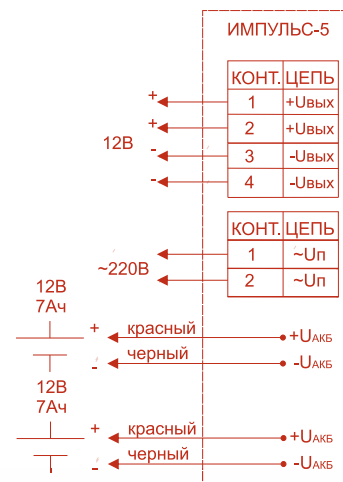 ИМПУЛЬС-5
КОНТ. ЦЕПЬ
+ 1 +Uвых
+ 2 +Uвых
12В
- 3 -Uвых
- 4 -Uвых
КОНТ. ЦЕПЬ
1 ~Uп
~220В
2 ~Uп
12В
7Ач
+ красный +UАКБ
- черный -UАКБ
12В
7Ач
+ красный +UАКБ
- черный -UАКБ